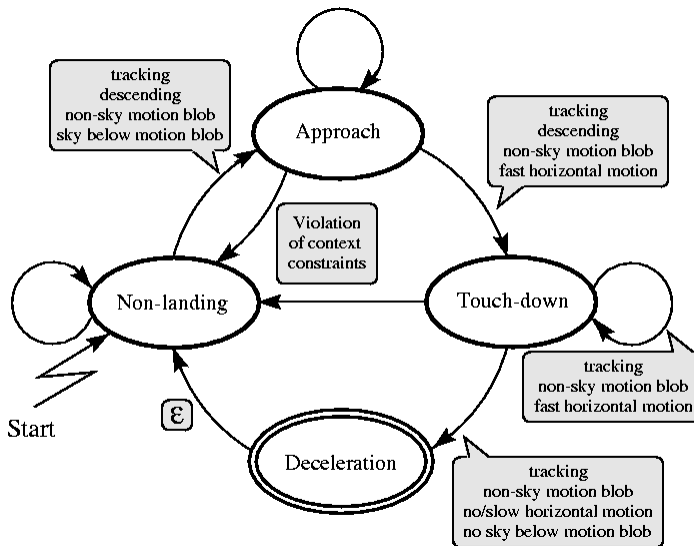 tracking
descending
non-sky motion blob
sky below motion blob
Approach
tracking
descending
non-sky motion blob
fast horizontal motion
Violation
of context
constraints
Non-landing
Touch-down
tracking
non-sky motion blob
fast horizontal motion
Start
ε
Deceleration
tracking
non-sky motion blob
no/slow horizontal motion
no sky below motion blob